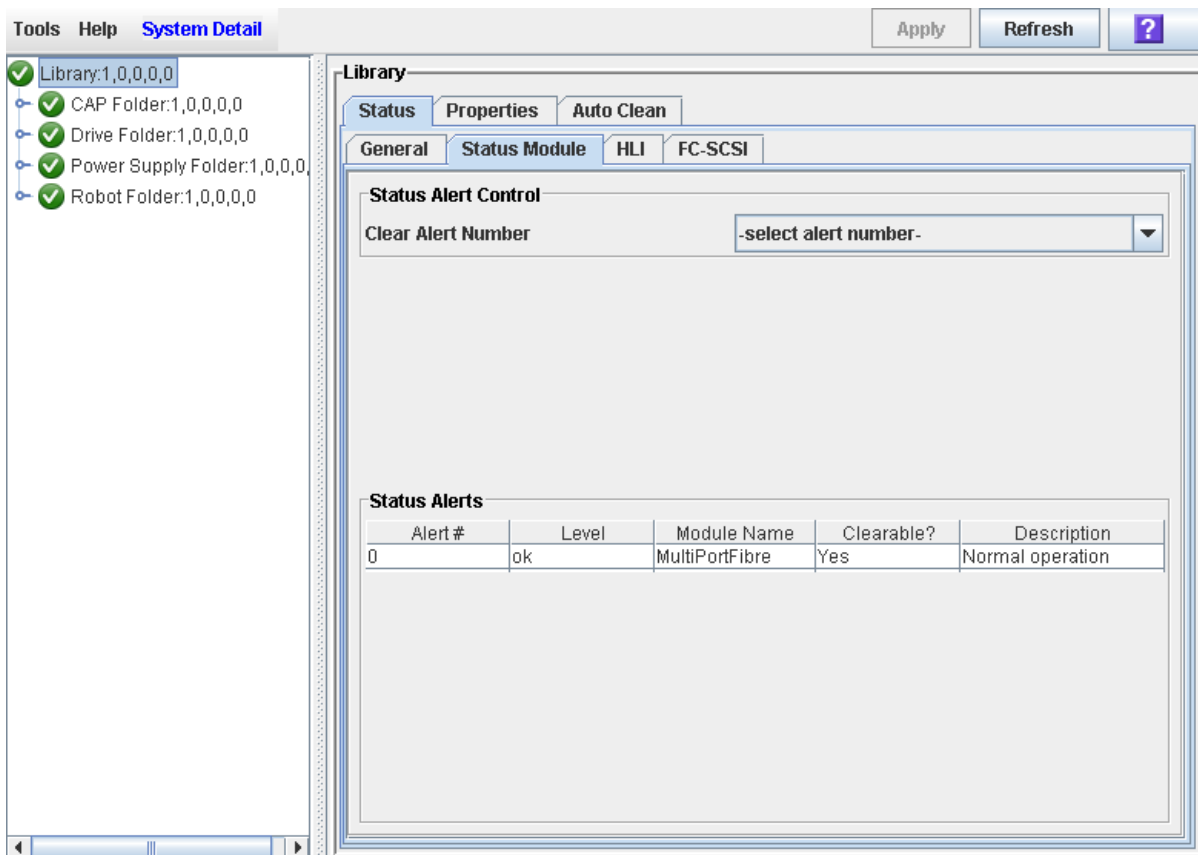 Tools Help System Detail Apply Refresh ?
Library:1,0,0,0,0
CAP Folder:1,0,0,0,0
Drive Folder:1,0,0,0,0
Power Supply Folder:1,0,0,0,
Robot Folder:1,0,0,0,0
Library
Status Properties Auto Clean
General Status Module HLI FC-SCSI
Status Alert Control
Clear Alert Number -select alert number-
Status Alerts
Alert # Level Module Name Clearable? Description
0 ok MultiPortFibre Yes Normal operation